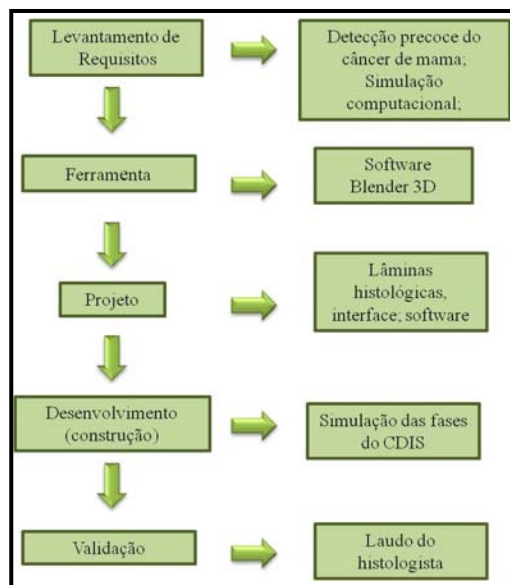 Levantamento de
Requisitos
Detecção precoce do
câncer de mama;
Simulação
computacional;
Ferramenta
Software
Blender 3D
Projeto
Lâminas
histológicas,
interface; software
Desenvolvimento
(construção)
Simulação das fases
do CDIS
Validação
Laudo do
histologista